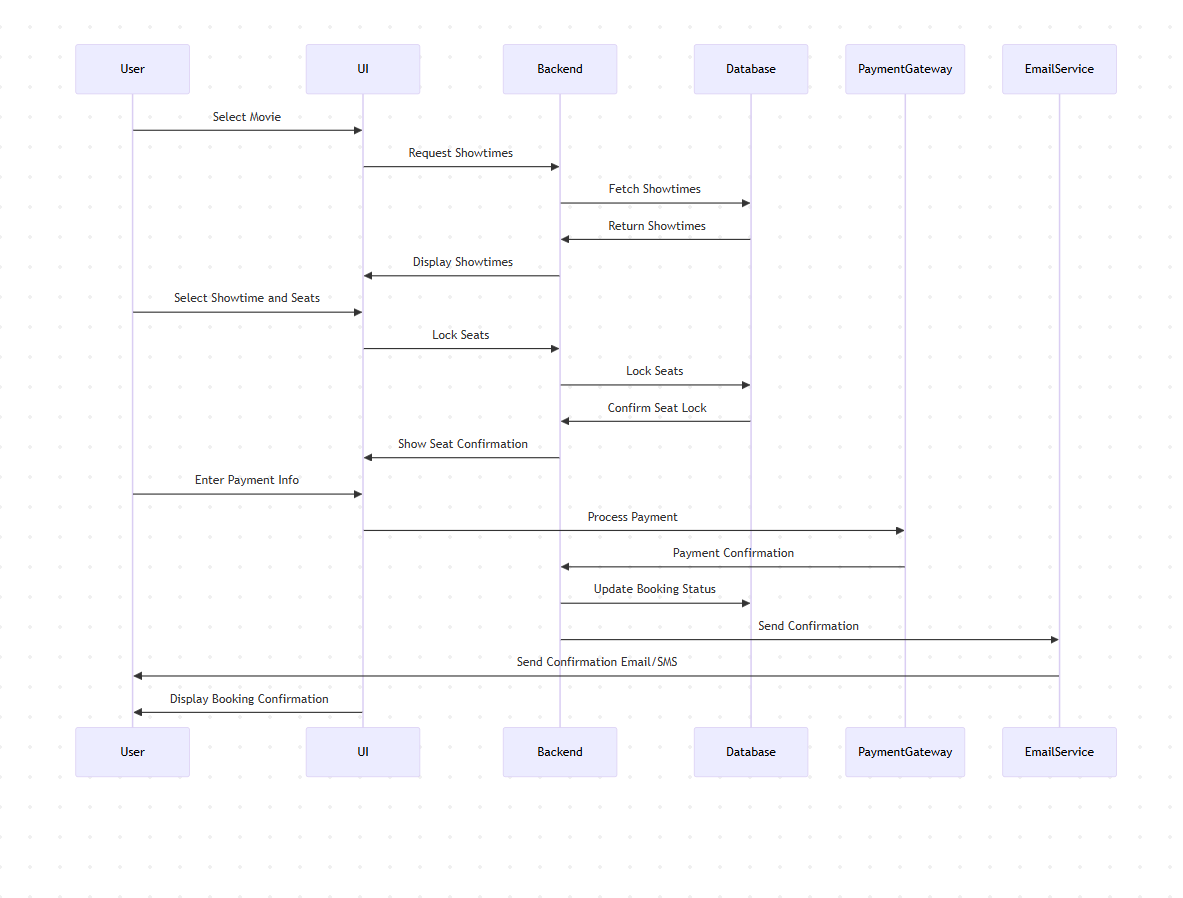 User
UI
Backend
Database
PaymentGateway
EmailService
Select Movie
Request Showtimes
Fetch Showtimes
Return Showtimes
Display Showtimes
Select Showtime and Seats
Lock Seats
Lock Seats
Confirm Seat Lock
Show Seat Confirmation
Enter Payment Info
Process Payment
Payment Confirmation
Update Booking Status
Send Confirmation
Send Confirmation Email/SMS
Display Booking Confirmation
User
UI
Backend
Database
PaymentGateway
EmailService